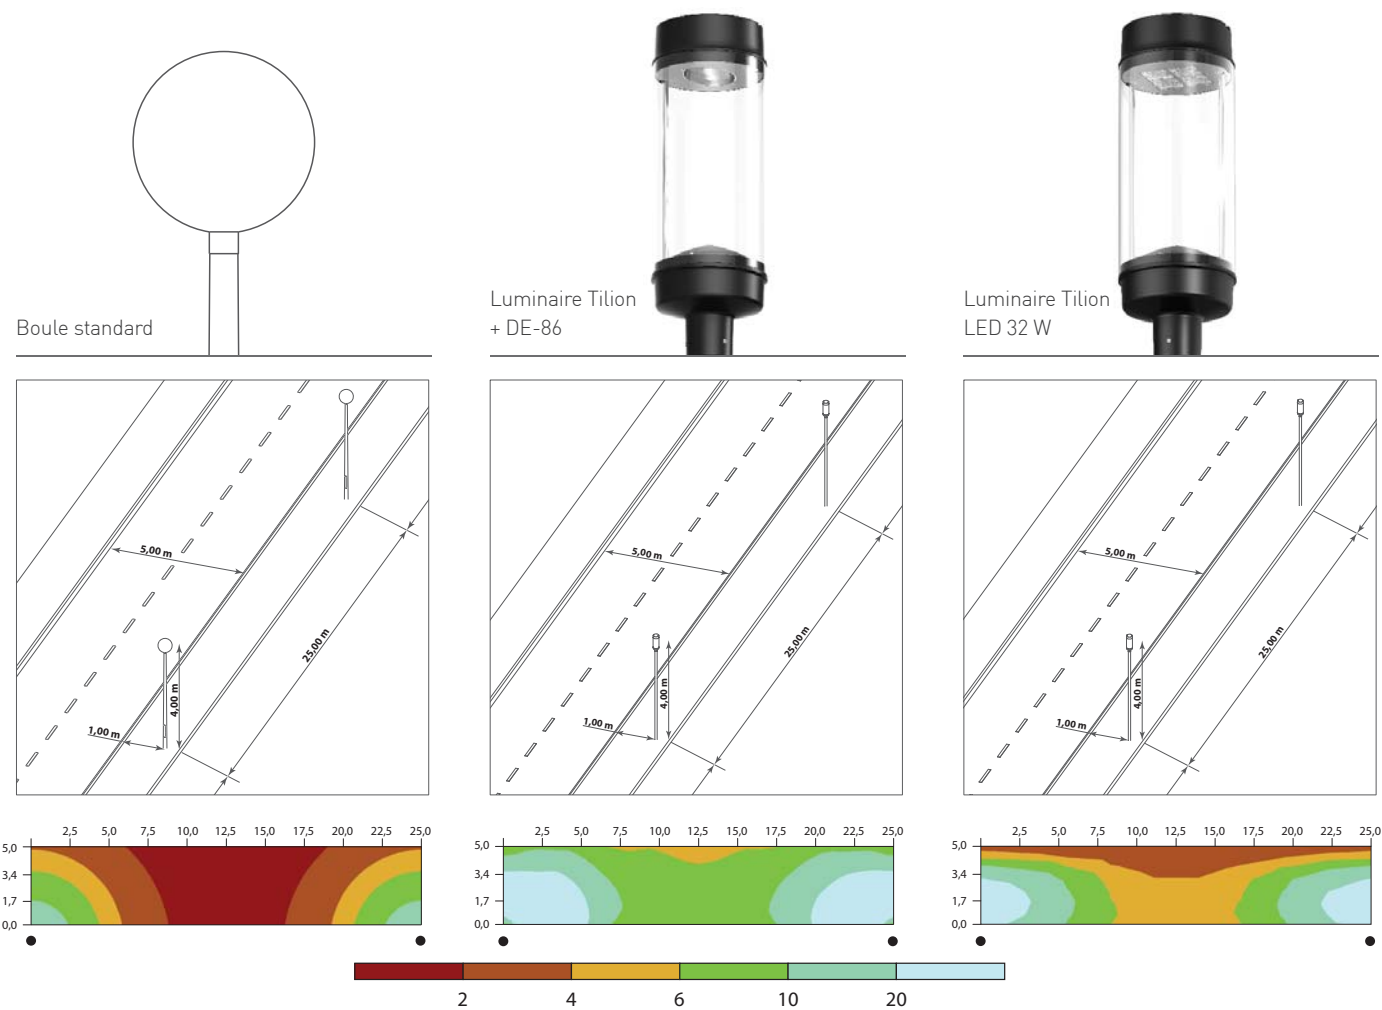 Boule standard
Luminaire Tilion
+ DE-86
Luminaire Tilion
LED 32 W
5,00 m
25,00 m
4,00 m
1,00 m
5,00 m
25,00 m
4,00 m
1,00 m
5,00 m
25,00 m
4,00 m
1,00 m
2,5 5,0 7,5 10,0 12,5 15,0 17,5 20,0 22,5 25,0
5,0
3,4
1,7
0,0
2,5 5,0 7,5 10,0 12,5 15,0 17,5 20,0 22,5 25,0
5,0
3,4
1,7
0,0
2,5 5,0 7,5 10,0 12,5 15,0 17,5 20,0 22,5 25,0
5,0
3,4
1,7
0,0
2 4 6 10 20